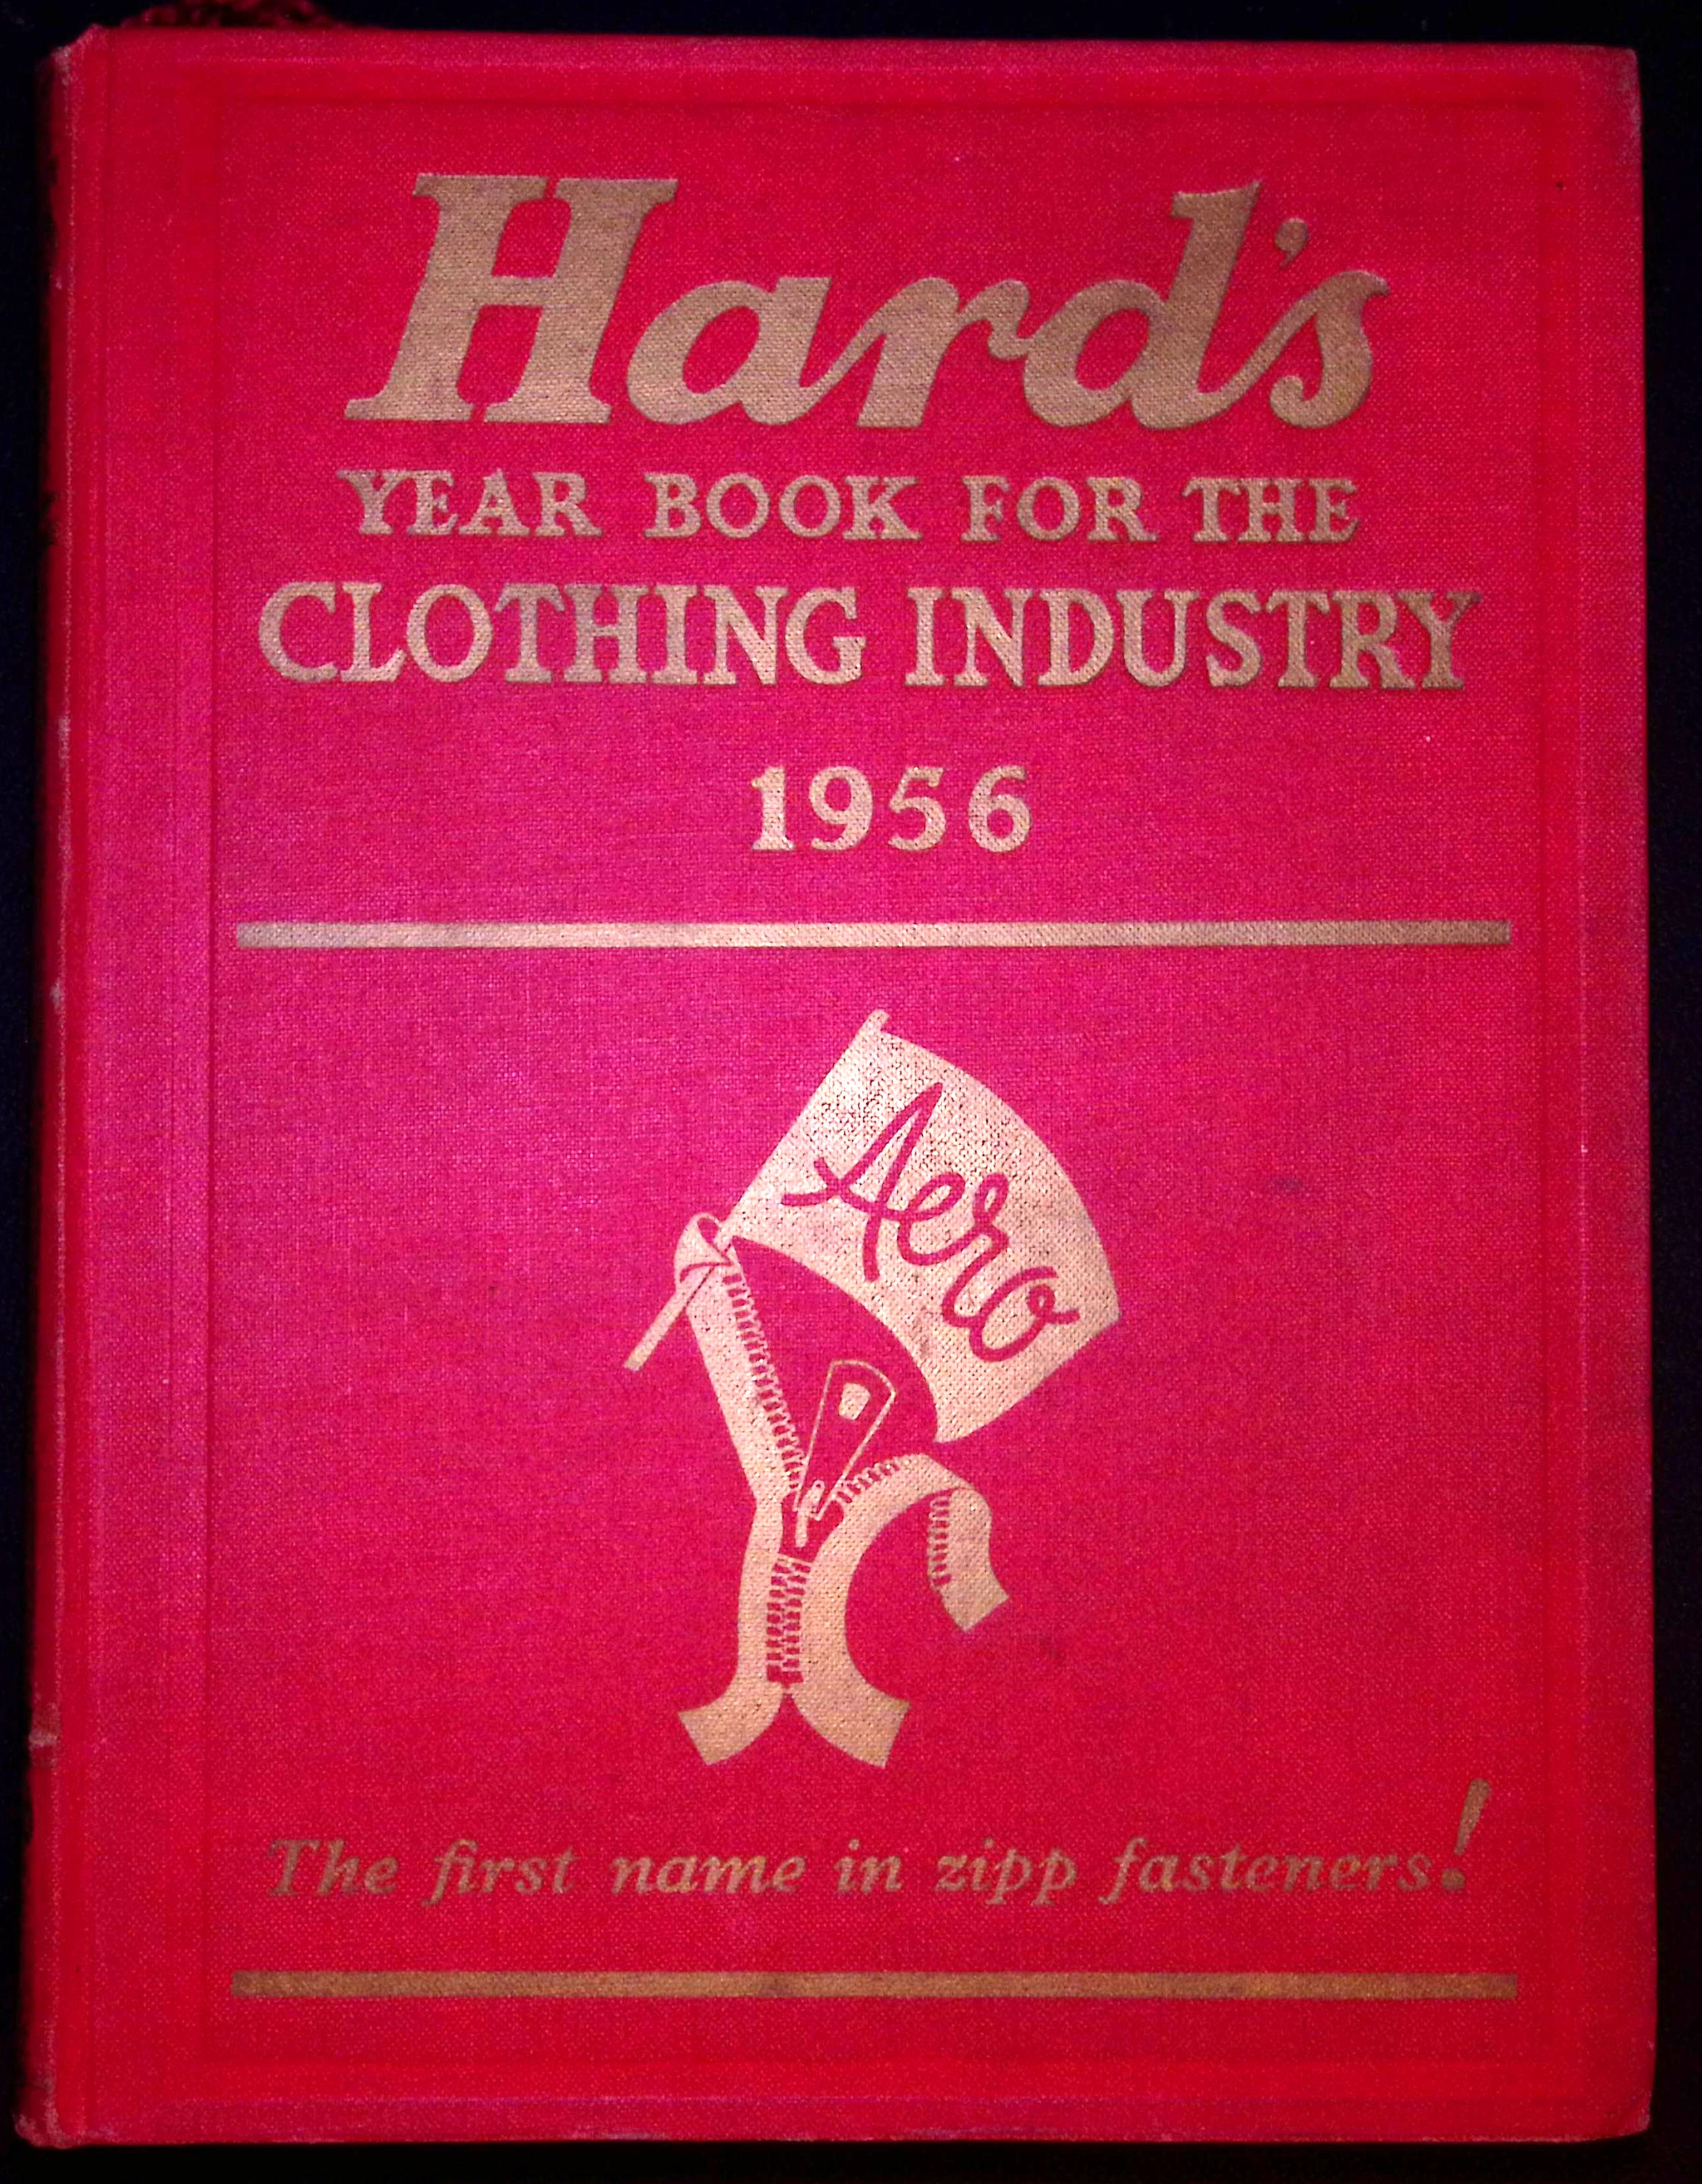 Hard's
YEAR BOOK FOR THE
CLOTHING INDUSTRY
1956
Aero
The first name in zipp fasteners!